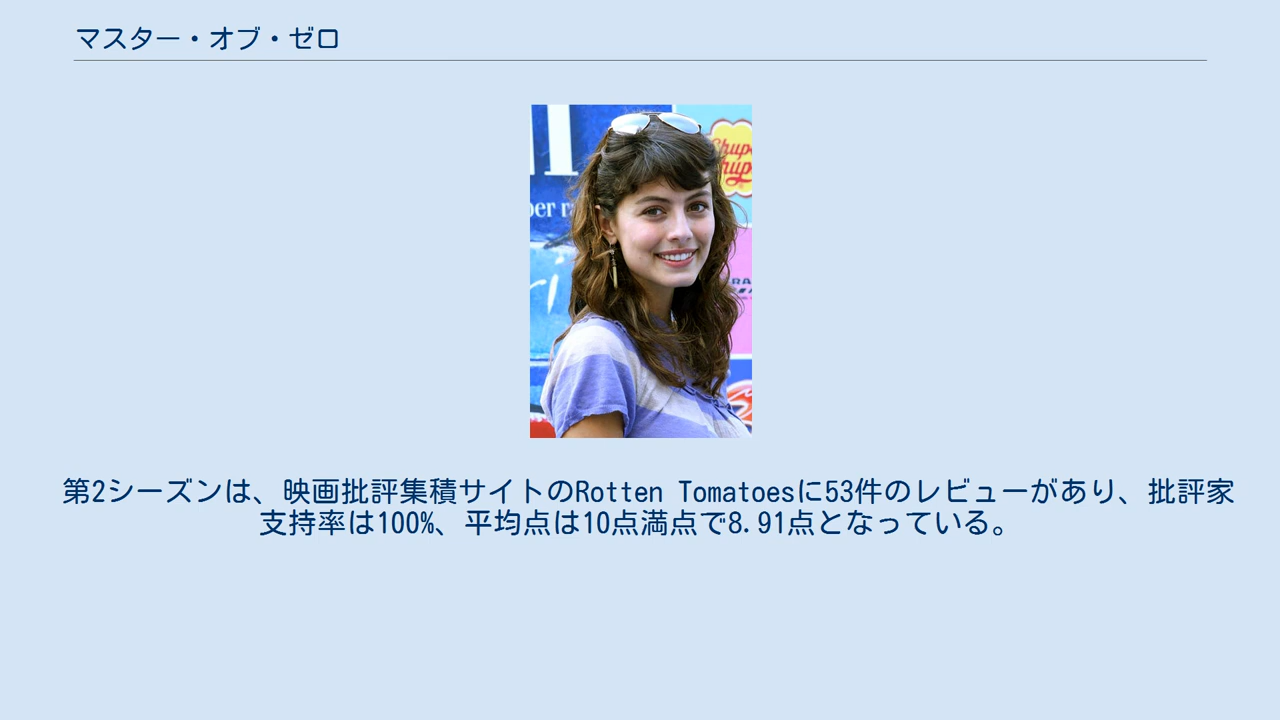 マスター・オブ・ゼロ
Chupa
Chups
per ra
第2シーズンは、映画批評集積サイトのRotten Tomatoesに53件のレビューがあり、批評家
支持率は100%、平均点は10点満点で8.91点となっている。